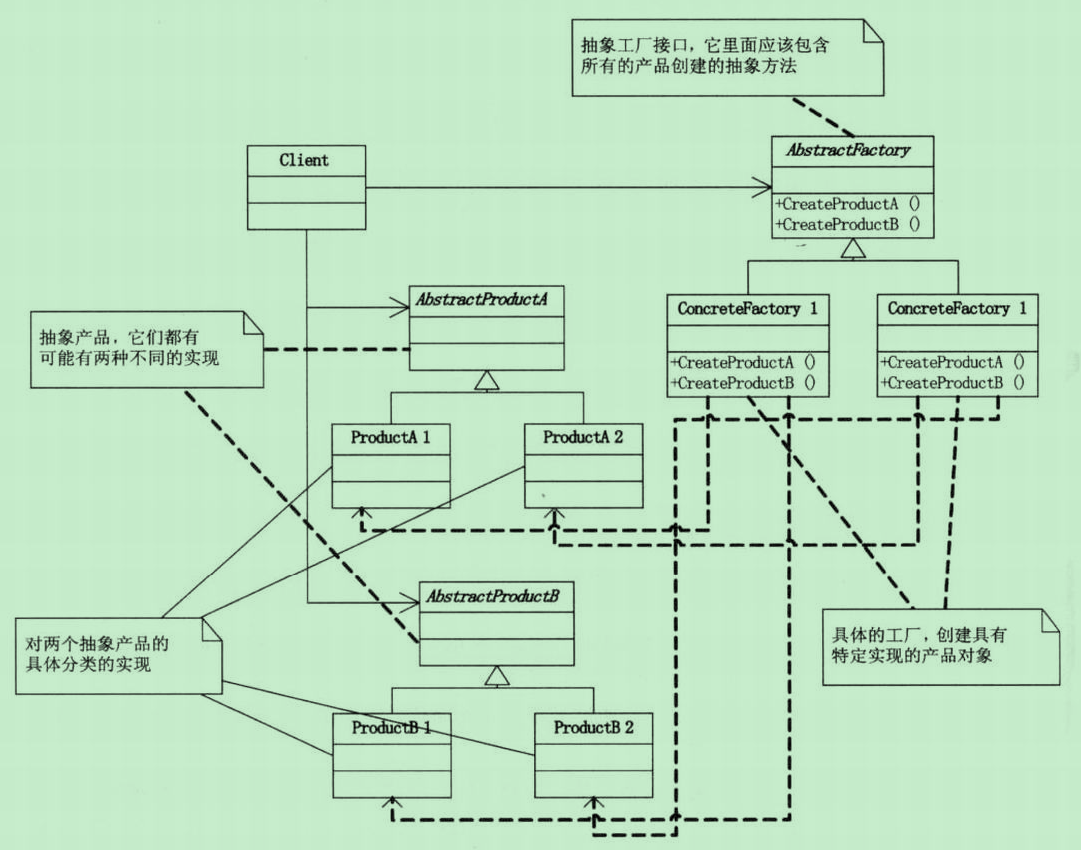 抽象工厂接口，它里面应该包含
所有的产品创建的抽象方法
Client
AbstractFactory
+CreateProductA ()
+CreateProductB ()
AbstractProductA
ConcreteFactory 1
+CreateProductA ()
+CreateProductB ()
ConcreteFactory 1
+CreateProductA ()
+CreateProductB ()
抽象产品，它们都有
可能有两种不同的实现
ProductA 1
ProductA 2
AbstractProductB
对两个抽象产品的
具体分类的实现
具体的工厂，创建具有
特定实现的产品对象
ProductB 1
ProductB 2